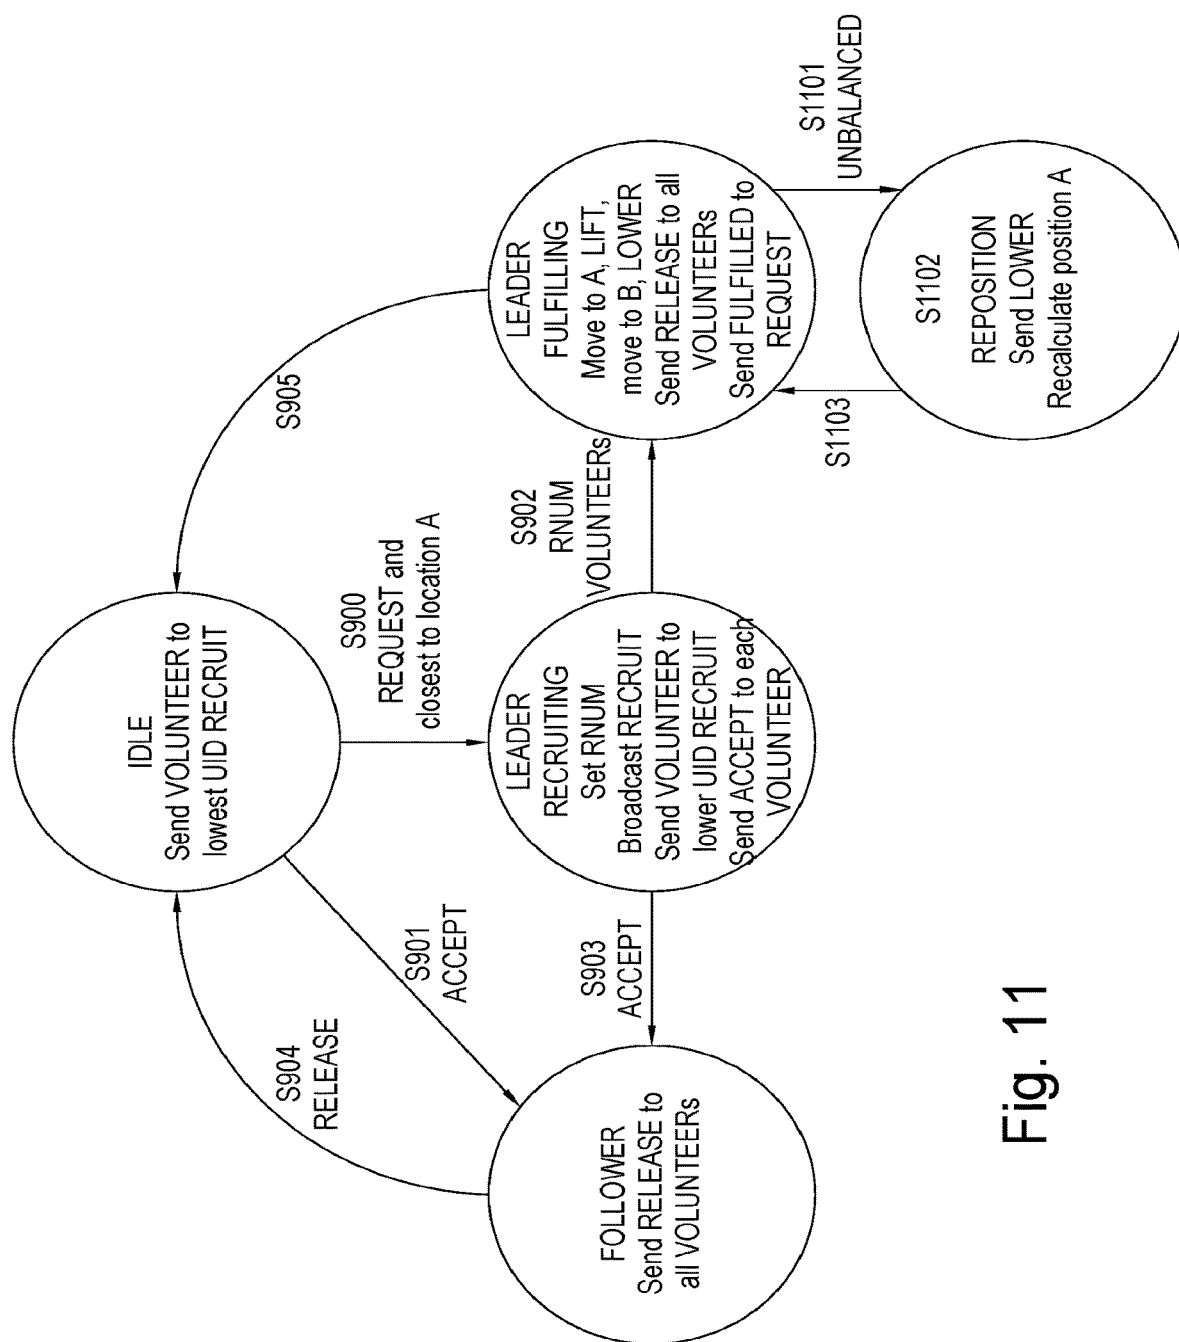 IDLE
Send VOLUNTEER to
lowest UID RECRUIT
S904
RELEASE
S901
ACCEPT
S900
REQUEST and
closest to location A
S905
FOLLOWER
Send RELEASE to
all VOLUNTEERs
S903
ACCEPT
LEADER
RECRUITING
Set RNUM
Broadcast RECRUIT
Send VOLUNTEER to
lower UID RECRUIT
Send ACCEPT to each
VOLUNTEER
S902
RNUM
VOLUNTEERs
LEADER
FULFILLING
Move to A, LIFT,
move to B, LOWER
Send RELEASE to all
VOLUNTEERs
Send FULFILLED to
REQUEST
S1103
S1101
UNBALANCED
S1102
REPOSITION
Send LOWER
Recalculate position A
Fig. 11